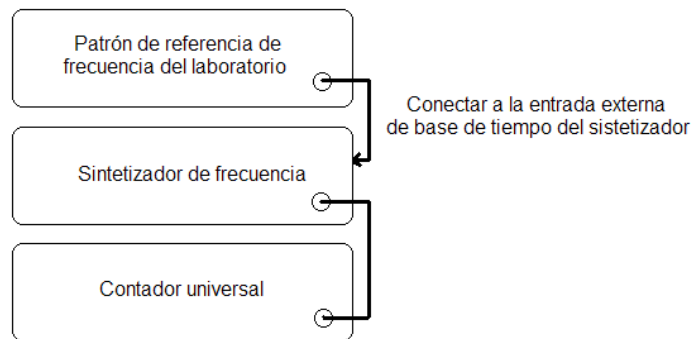 Patrón de referencia de
frecuencia del laboratorio
Conectar a la entrada externa
de base de tiempo del sistetizador
Sintetizador de frecuencia
Contador universal